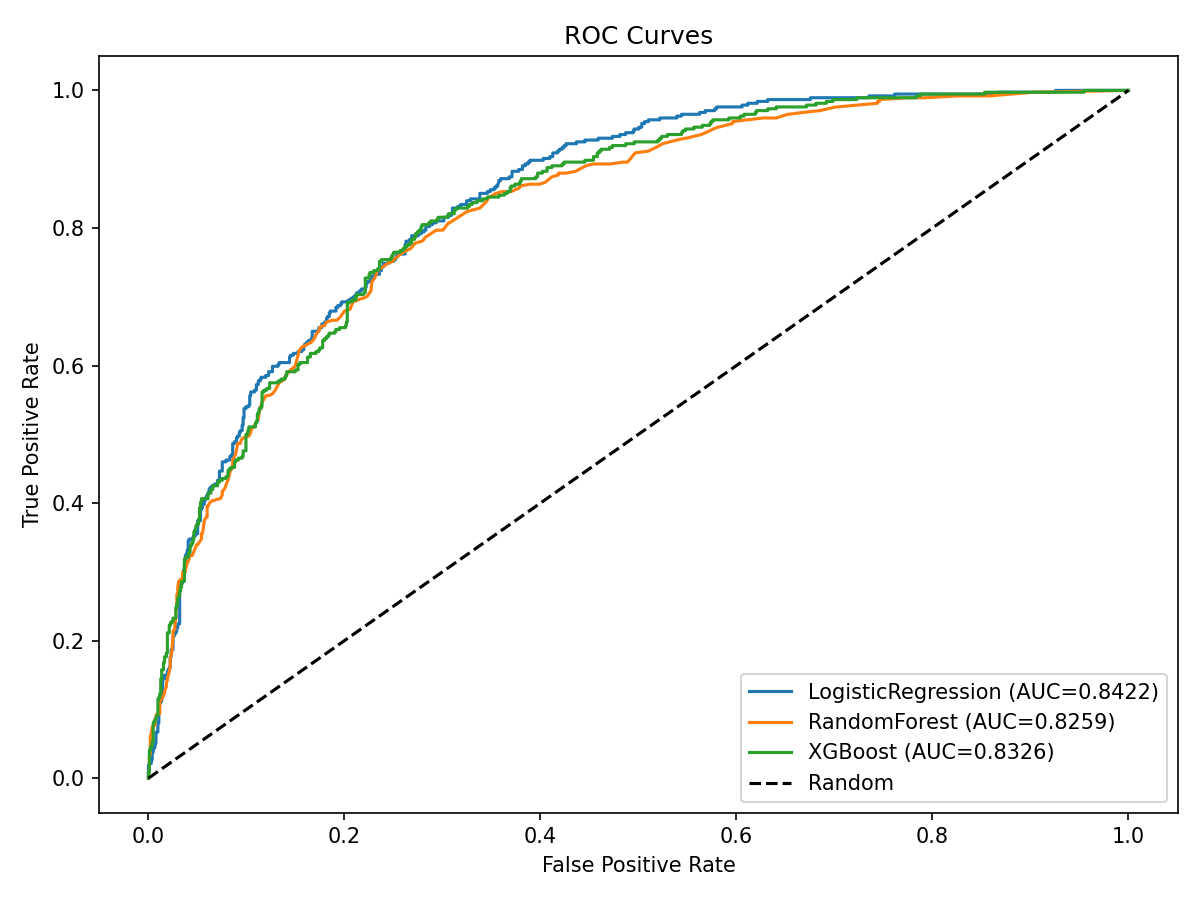 ROC Curves
True Positive Rate
1.0
0.8
0.6
0.4
0.2
0.0
LogisticRegression (AUC=0.8422)
RandomForest (AUC=0.8259)
XGBoost (AUC=0.8326)
Random
0.0 0.2 0.4 0.6 0.8 1.0
False Positive Rate